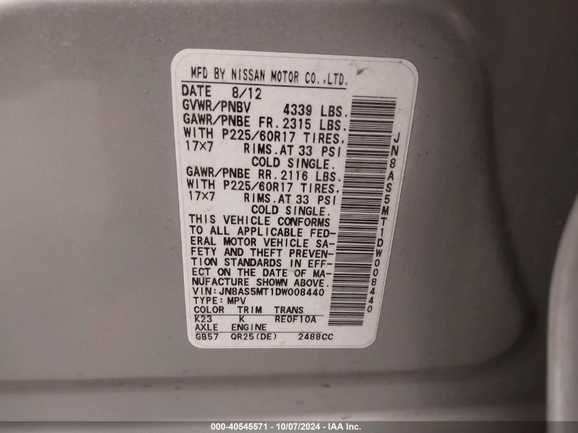 MFD BY NISSAN MOTOR CO.,LTD.
DATE 8/12
GVWR/PNBV 4339 LBS.
GAWR/PNBE FR. 2315 LBS.
WITH P225/60R17 TIRES.
17X7 RIMS. AT 33 PSI
COLD SINGLE.
GAWR/PNBE RR. 2116 LBS.
WITH P225/60R17 TIRES.
17X7 RIMS. AT 33 PSI
COLD SINGLE.
THIS VEHICLE CONFORMS
TO ALL APPLICABLE FED-
ERAL MOTOR VEHICLE SA-
FETY AND THEFT PREVEN-
TION STANDARDS IN EFF-
ECT ON THE DATE OF MA-
NUFACTURE SHOWN ABOVE.
VIN: JN8AS5MT1DW008440
TYPE: MPV
COLOR TRIM TRANS
K23 K RE0F10A
AXLE ENGINE
GB57 QR25(DE) 2488CC
JN8AS5MT1DW008440
000-40545571 - 10/07/2024 - IAA Inc.